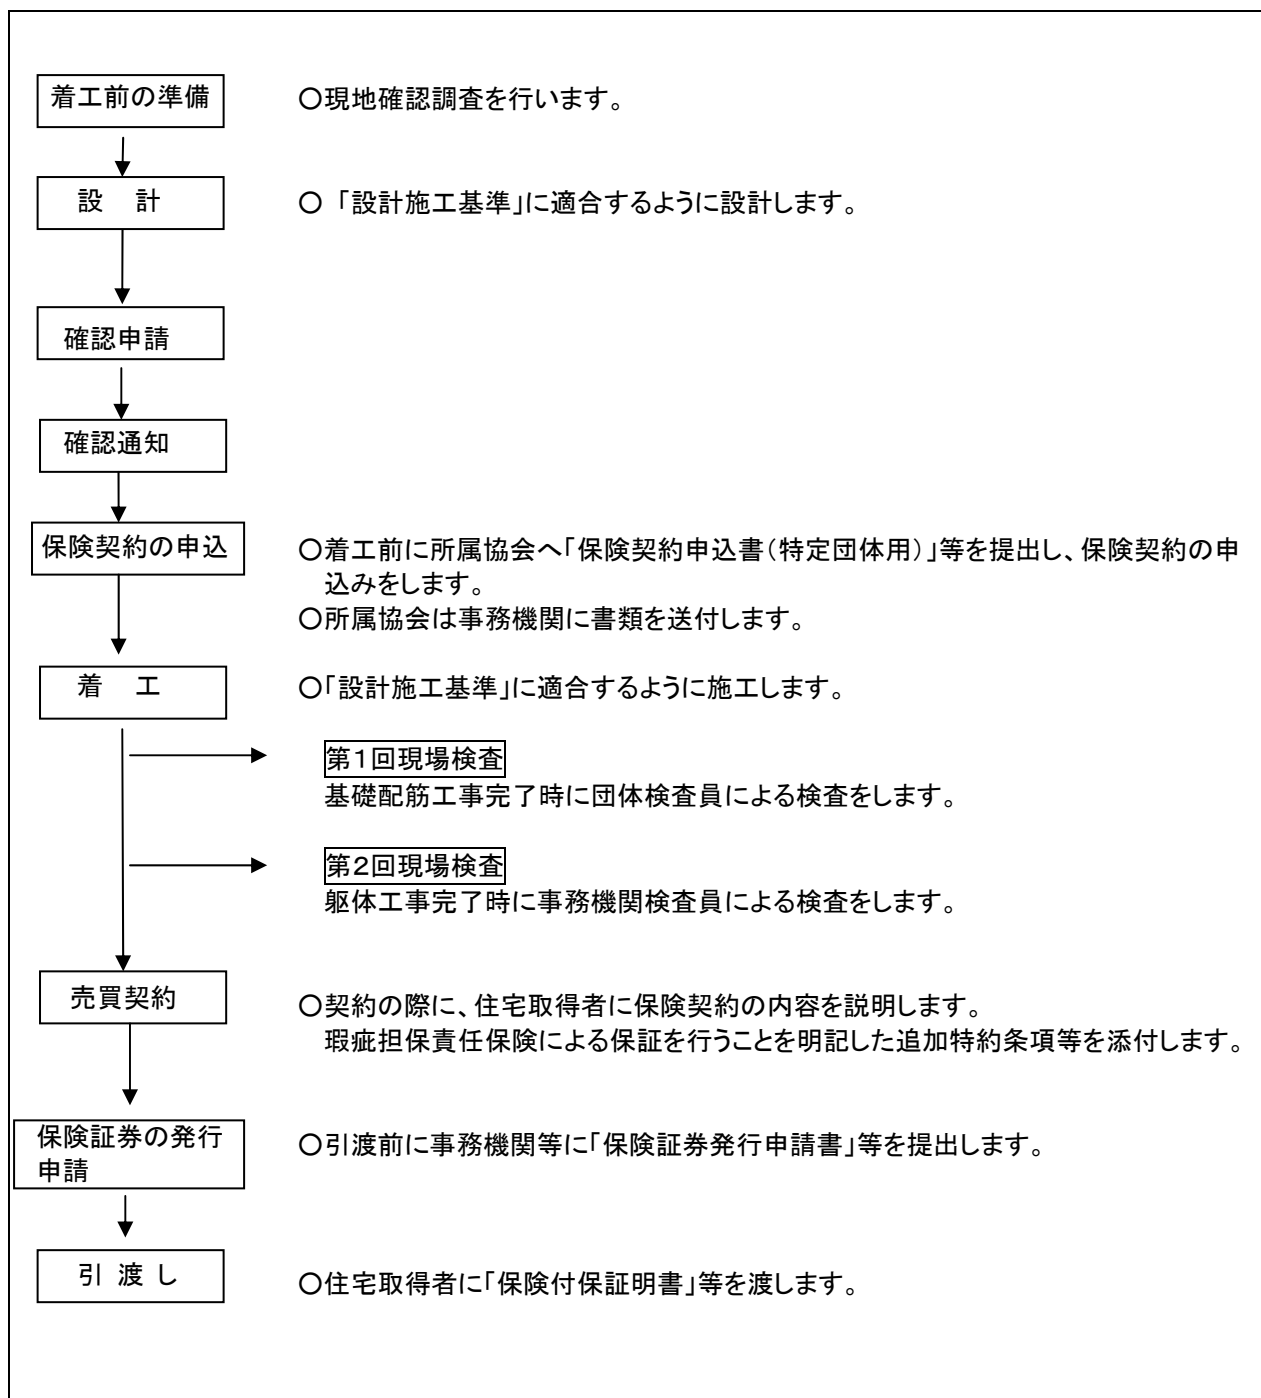 着工前の準備
○現地確認調査を行います。
設　計
○ 「設計施工基準」に適合するように設計します。
確認申請
確認通知
保険契約の申込
○着工前に所属協会へ「保険契約申込書（特定団体用）」等を提出し、保険契約の申
込みをします。
○所属協会は事務機関に書類を送付します。
着　工
○「設計施工基準」に適合するように施工します。
第１回現場検査
基礎配筋工事完了時に団体検査員による検査をします。
第２回現場検査
躯体工事完了時に事務機関検査員による検査をします。
売買契約
○契約の際に、住宅取得者に保険契約の内容を説明します。
瑕疵担保責任保険による保証を行うことを明記した追加特約条項等を添付します。
保険証券の発行
申請
○引渡前に事務機関等に「保険証券発行申請書」等を提出します。
引 渡 し
○住宅取得者に「保険付保証明書」等を渡します。